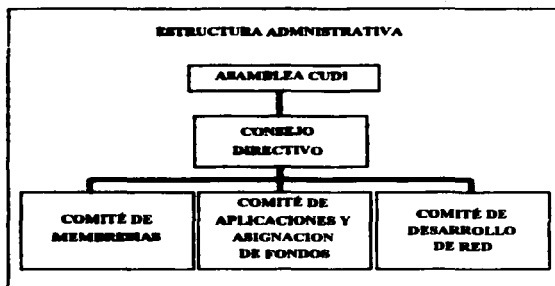 ESTRUCTURA ADMNISTRATIVA
ASAMBLEA CUDI
CONSEJO
DIRECTIVO
COMITÉ DE
MEMBRESIAS
COMITÉ DE
APLICACIONES Y
ASIGNACION
DE FONDOS
COMITÉ DE
DESARROLLO
DE RED